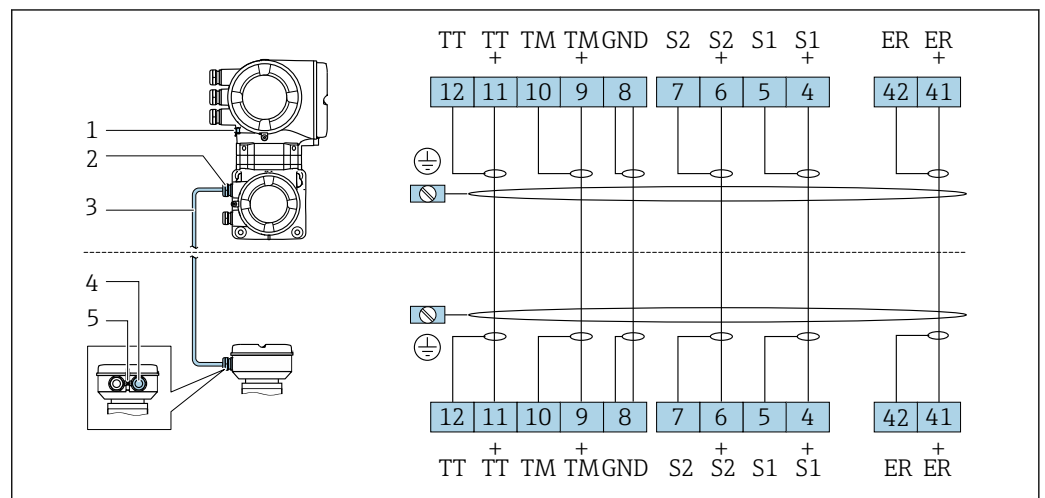 TT TT TM TM GND S2 S2 S1 S1 ER ER
+ + + + +
12 11 10 9 8 7 6 5 4 42 41
1
2
3
4
5
12 11 10 9 8 7 6 5 4 42 41
+ + + + +
TT TT TM TM GND S2 S2 S1 S1 ER ER